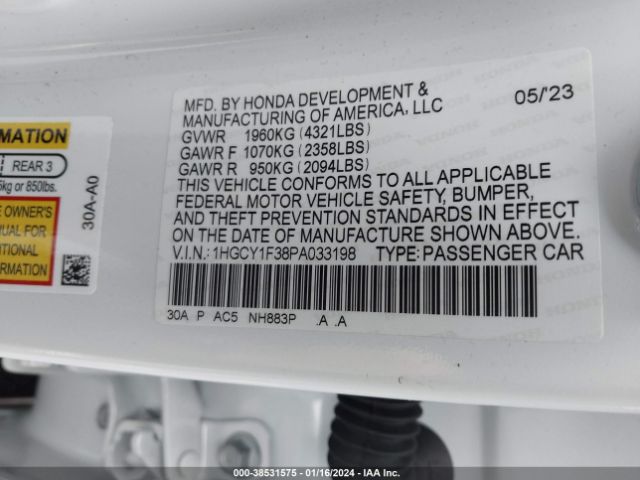 MFD. BY HONDA DEVELOPMENT & 05/'23
MANUFACTURING OF AMERICA, LLC
GVWR 1960KG (4321LBS)
GAWR F 1070KG (2358LBS)
GAWR R 950KG (2094LBS)
THIS VEHICLE CONFORMS TO ALL APPLICABLE
FEDERAL MOTOR VEHICLE SAFETY, BUMPER,
AND THEFT PREVENTION STANDARDS IN EFFECT
ON THE DATE OF MANUFACTURE SHOWN ABOVE.
V.I.N.: 1HGCY1F38PA033198 TYPE: PASSENGER CAR
30A P AC5 NH883P .A .A
REAR 3
kg or 850lbs.
OWNER'S
FOR
30A-A0
000-38531575 - 01/16/2024 - IAA Inc.